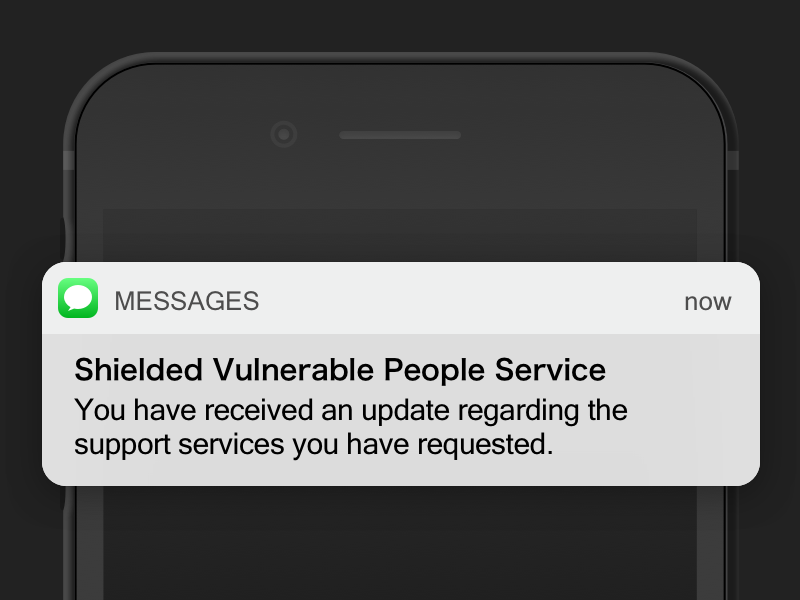 MESSAGES now
Shielded Vulnerable People Service
You have received an update regarding the
support services you have requested.